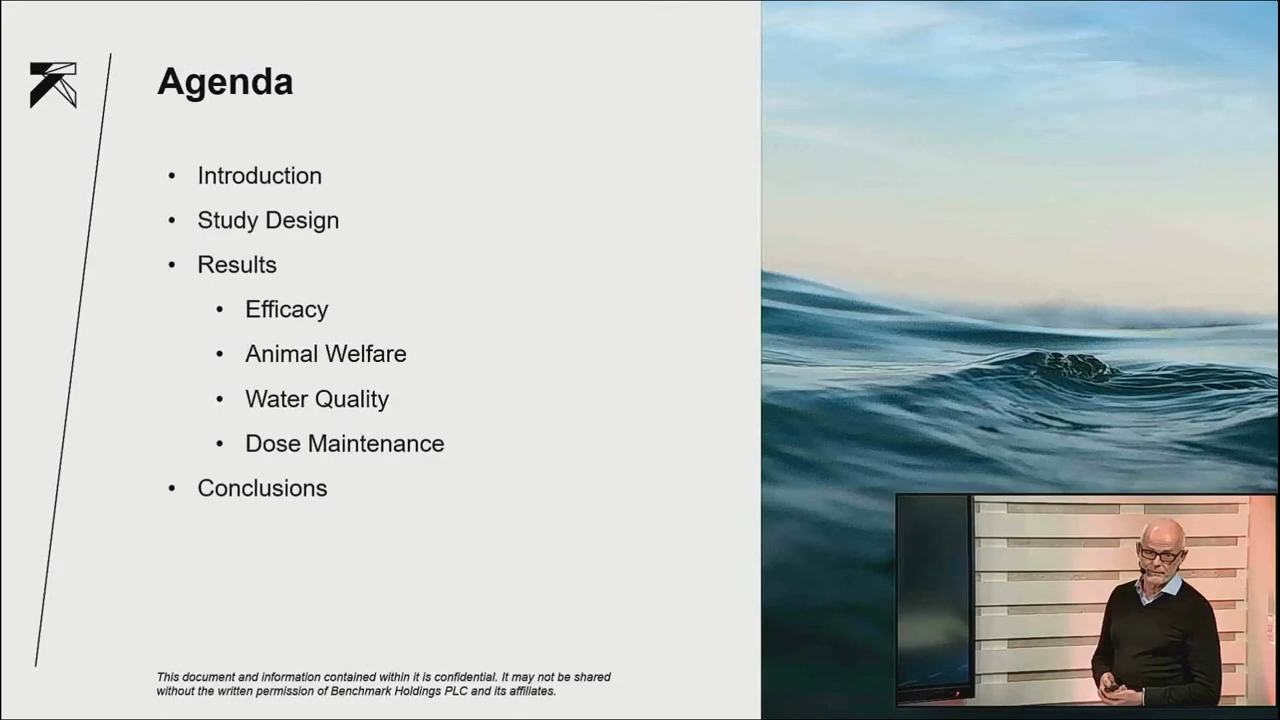 Agenda
• Introduction
• Study Design
• Results
• Efficacy
• Animal Welfare
• Water Quality
• Dose Maintenance
• Conclusions
This document and information contained within it is confidential. It may not be shared
without the written permission of Benchmark Holdings PLC and its affiliates.